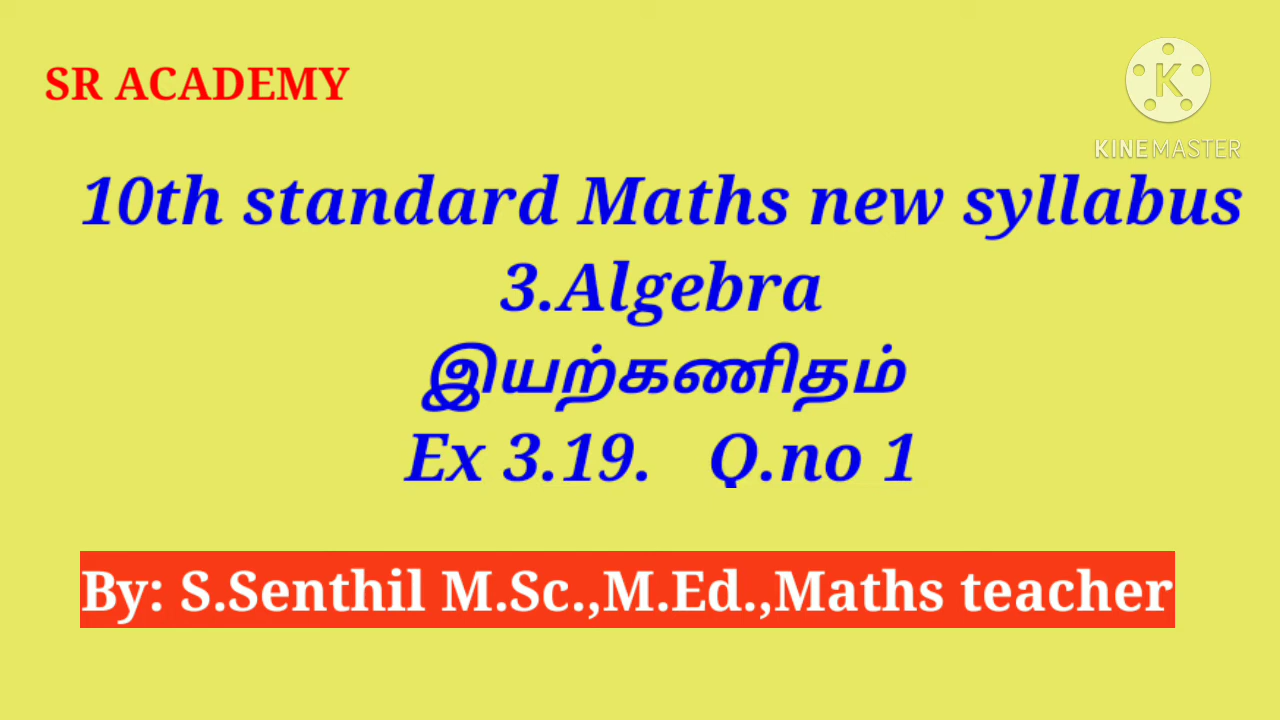 SR ACADEMY
K
KINEMASTER
10th standard Maths new syllabus
3.Algebra
இயற்கணிதம்
Ex 3.19. Q.no 1
By: S.Senthil M.Sc.,M.Ed.,Maths teacher